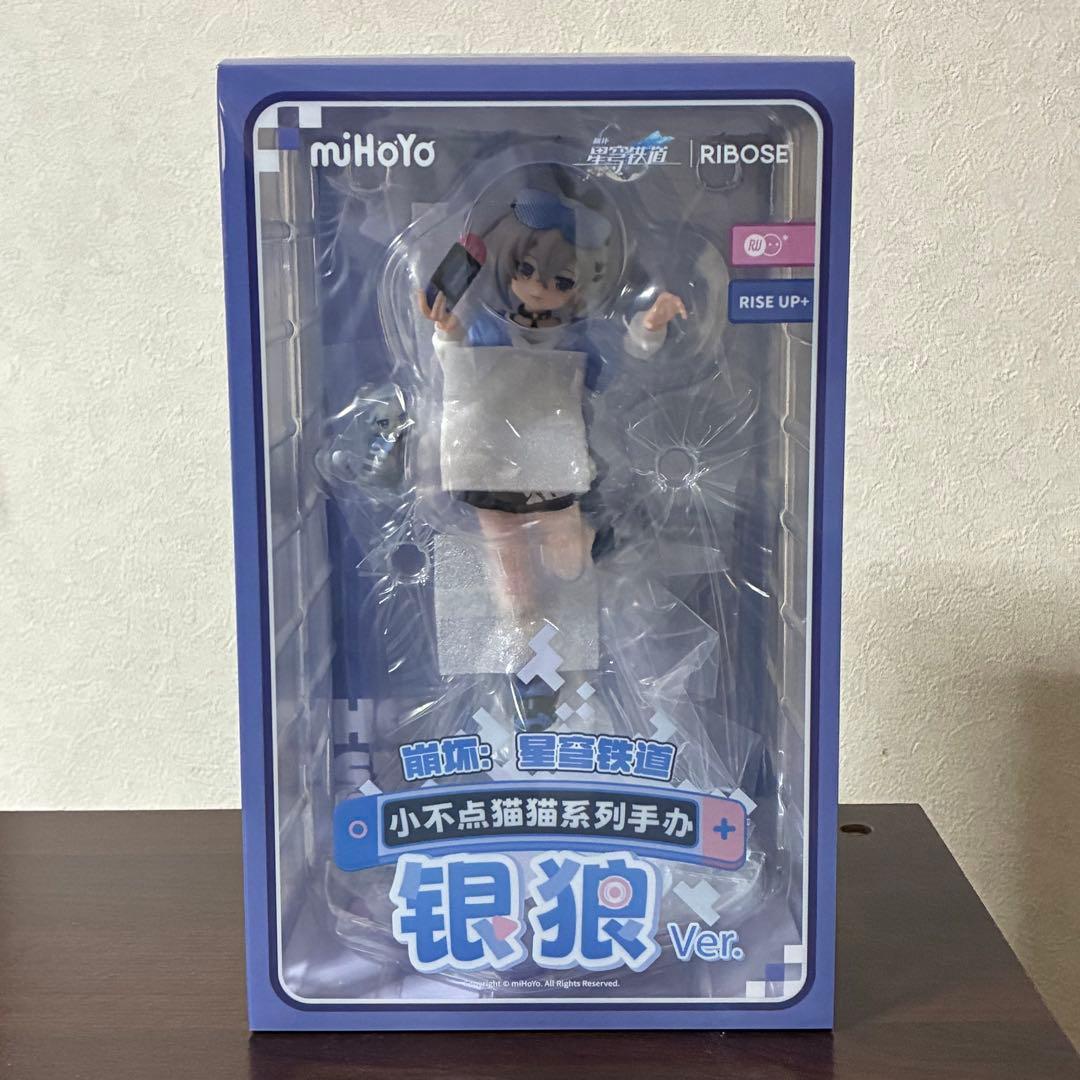 miHoYo
崩坏
星穹铁道
RIBOSE
RU
RISE UP+
崩坏：星穹铁道
小不点猫猫系列手办
银狼 Ver.
Copyright © miHoYo. All Rights Reserved.